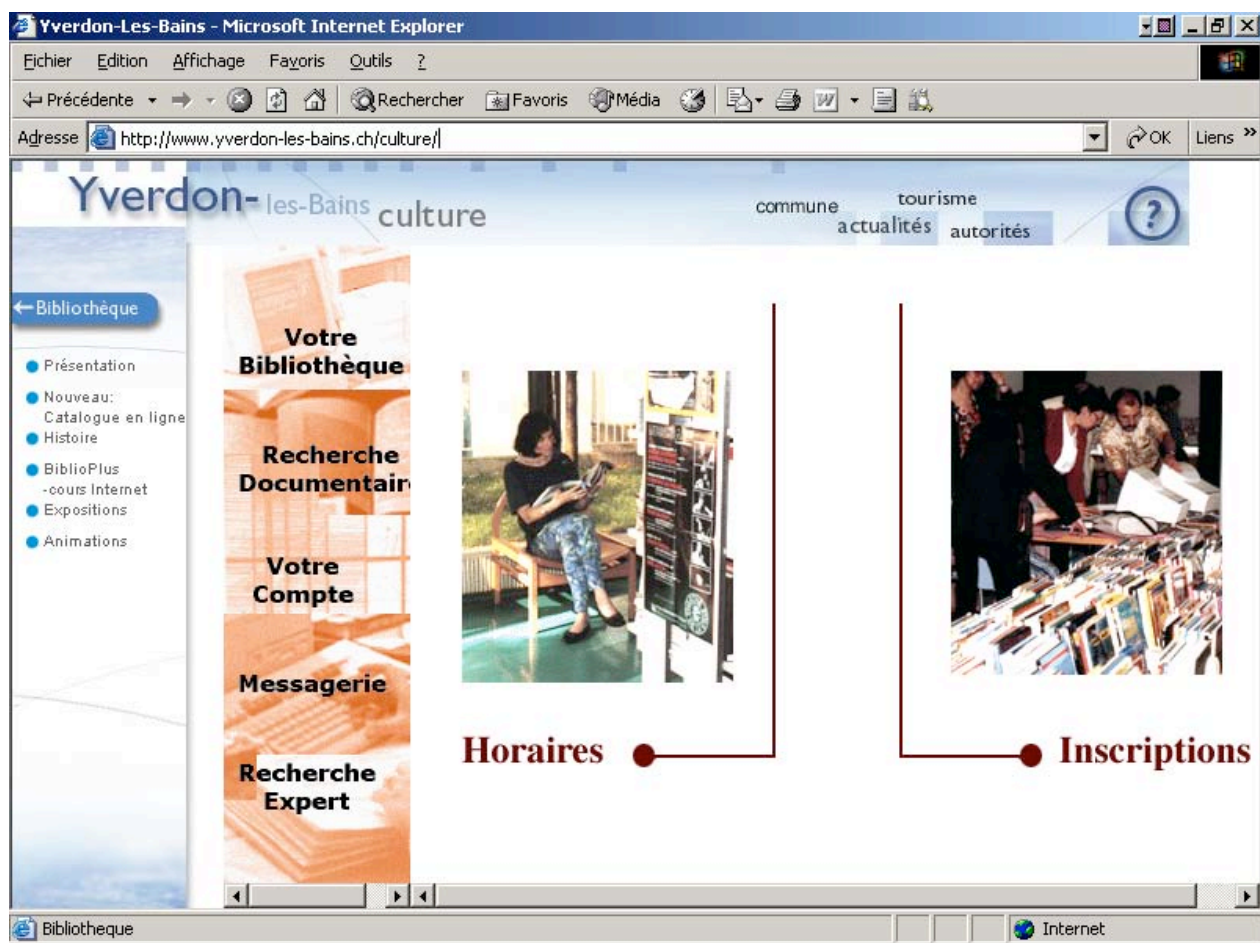 Yverdon-Les-Bains - Microsoft Internet Explorer
Fichier Edition Affichage Favoris Outils ?
Précédente Rechercher Favoris Média
Adresse http://www.yverdon-les-bains.ch/culture/ OK Liens »
Yverdon- les-Bains culture
commune tourisme
actualités autorités
?
Bibliothèque
Présentation
Nouveau:
Catalogue en ligne
Histoire
BiblioPlus
-cours Internet
Expositions
Animations
Votre
Bibliothèque
Recherche
Documentair
Votre
Compte
Messagerie
Recherche
Expert
Horaires
Inscriptions
Bibliotheque Internet